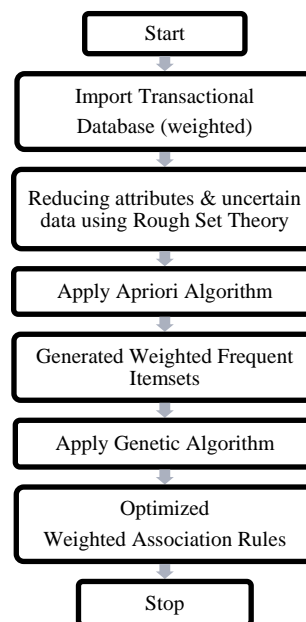 Start
Import Transactional
Database (weighted)
Reducing attributes & uncertain
data using Rough Set Theory
Apply Apriori Algorithm
Generated Weighted Frequent
Itemsets
Apply Genetic Algorithm
Optimized
Weighted Association Rules
Stop